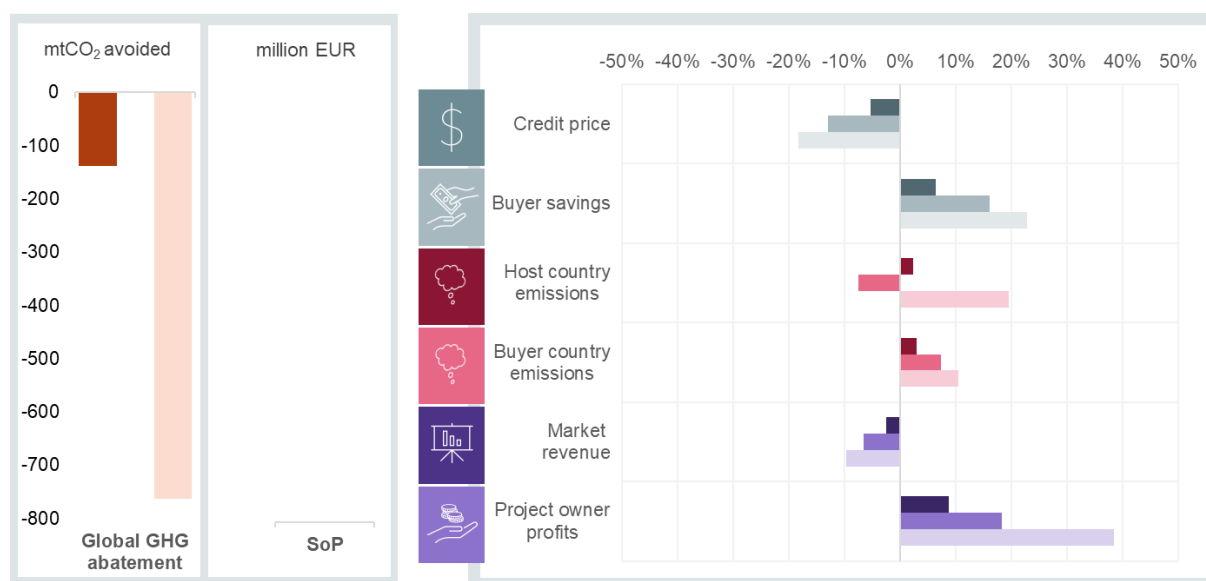 mtCO₂ avoided
0
-100
-200
-300
-400
-500
-600
-700
-800
Global GHG
abatement
million EUR
SoP
-50% -40% -30% -20% -10% 0% 10% 20% 30% 40% 50%
$
Credit price
Buyer savings
Host country
emissions
Buyer country
emissions
Market
revenue
Project owner
profits